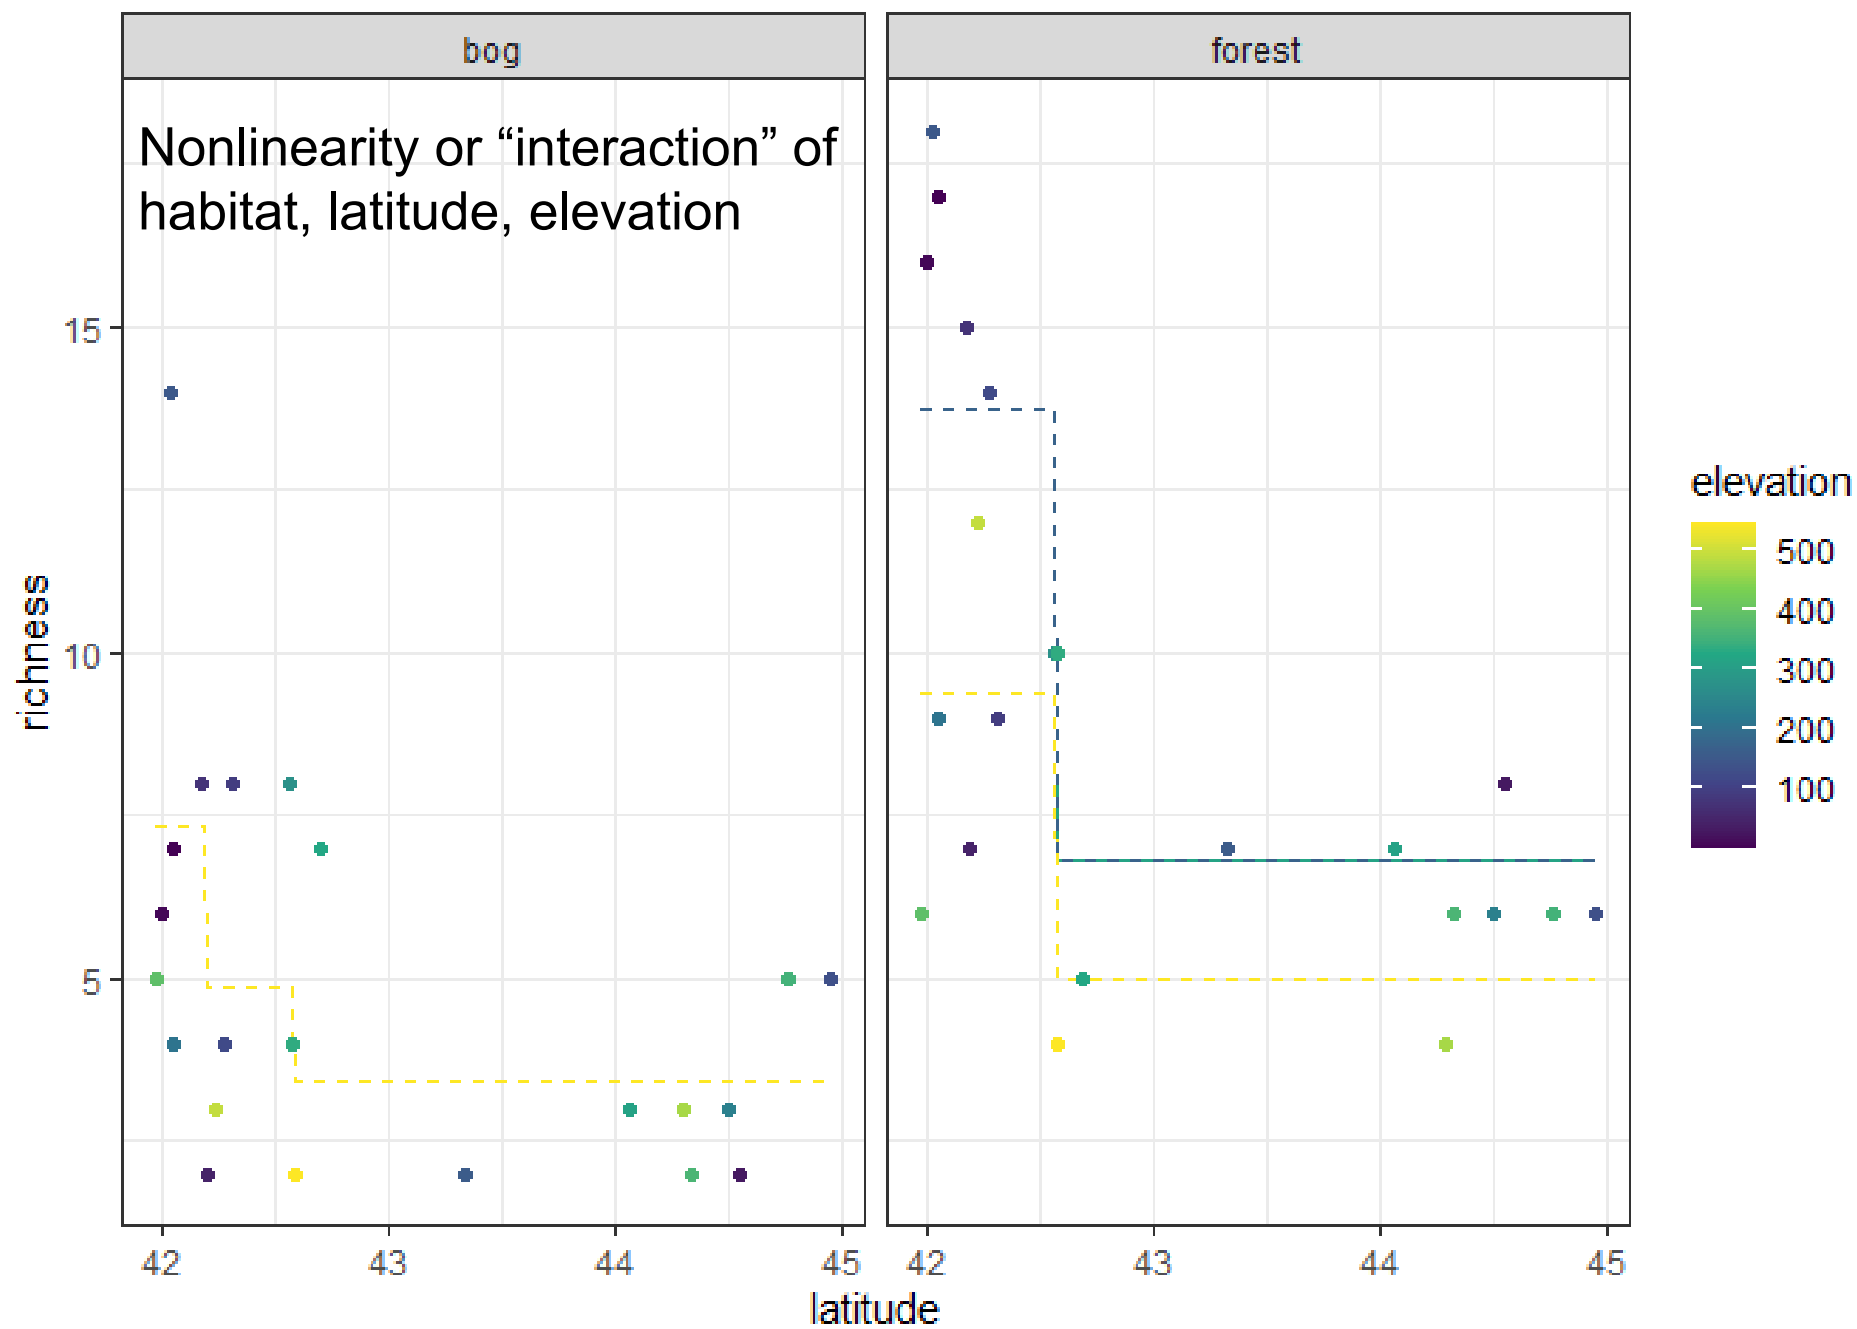 bog
forest
Nonlinearity or “interaction” of
habitat, latitude, elevation
richness
15
10
5
42
43
44
45
42
43
44
45
latitude
elevation
500
400
300
200
100